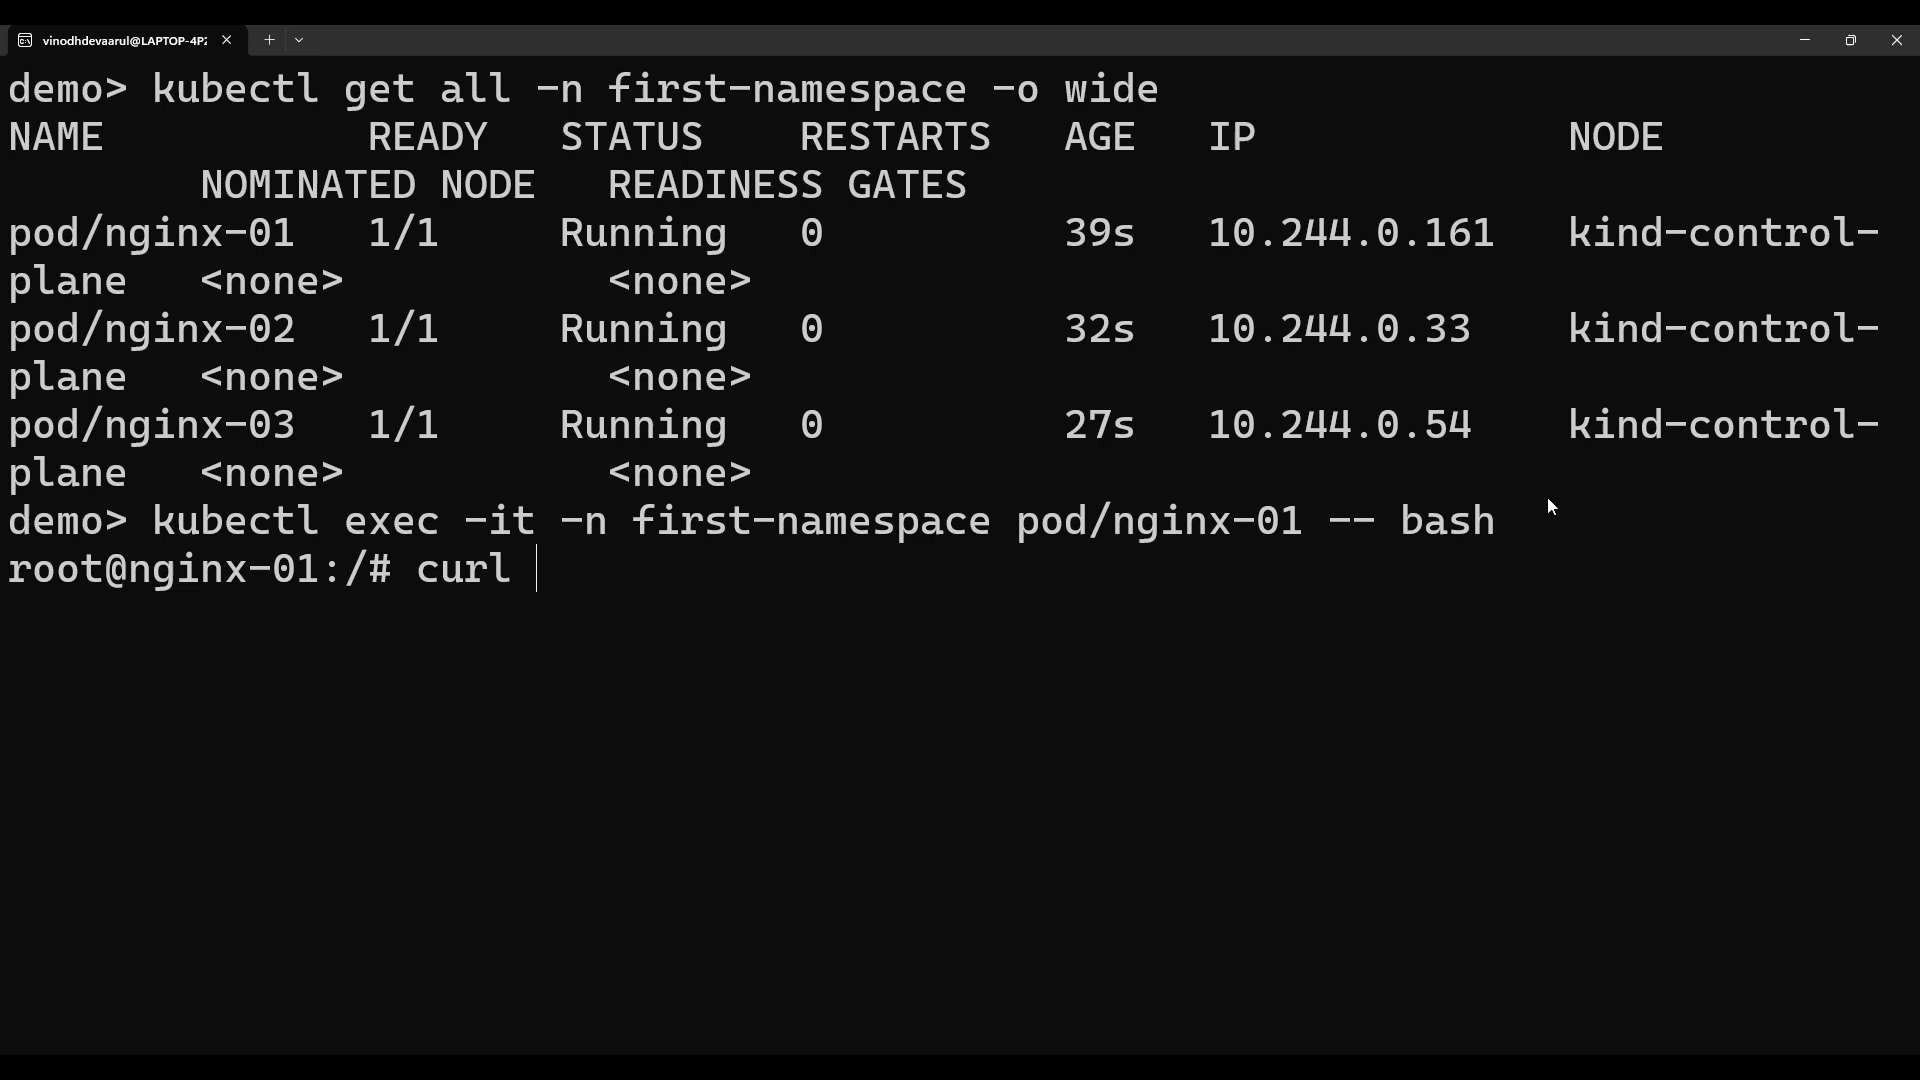 vinodhdevaarul@LAPTOP-4P2
demo> kubectl get all -n first-namespace -o wide
NAME           READY   STATUS    RESTARTS   AGE   IP             NODE
        NOMINATED NODE   READINESS GATES
pod/nginx-01   1/1     Running   0          39s   10.244.0.161   kind-control-
plane   <none>           <none>
pod/nginx-02   1/1     Running   0          32s   10.244.0.33    kind-control-
plane   <none>           <none>
pod/nginx-03   1/1     Running   0          27s   10.244.0.54    kind-control-
plane   <none>           <none>
demo> kubectl exec -it -n first-namespace pod/nginx-01 -- bash
root@nginx-01:/# curl